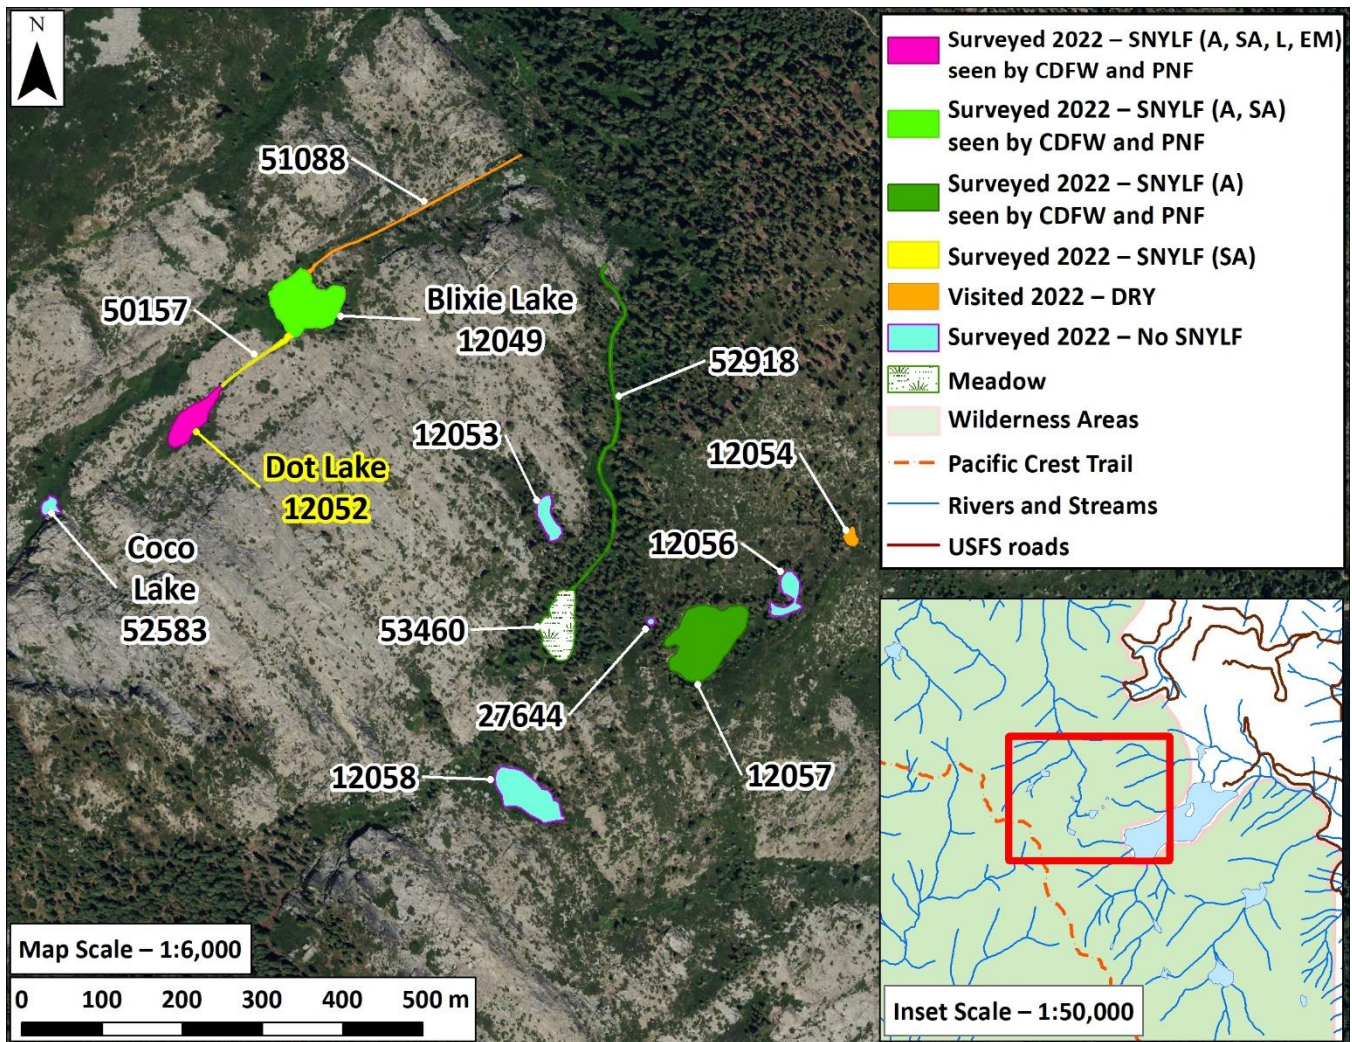 N
51088
50157
Blixie Lake
12049
52918
12053
12054
Dot Lake
12052
12056
Coco
Lake
52583
53460
27644
12058
12057
Map Scale – 1:6,000
0 100 200 300 400 500 m
Surveyed 2022 – SNYLF (A, SA, L, EM)
seen by CDFW and PNF
Surveyed 2022 – SNYLF (A, SA)
seen by CDFW and PNF
Surveyed 2022 – SNYLF (A)
seen by CDFW and PNF
Surveyed 2022 – SNYLF (SA)
Visited 2022 – DRY
Surveyed 2022 – No SNYLF
Meadow
Wilderness Areas
Pacific Crest Trail
Rivers and Streams
USFS roads
Inset Scale – 1:50,000